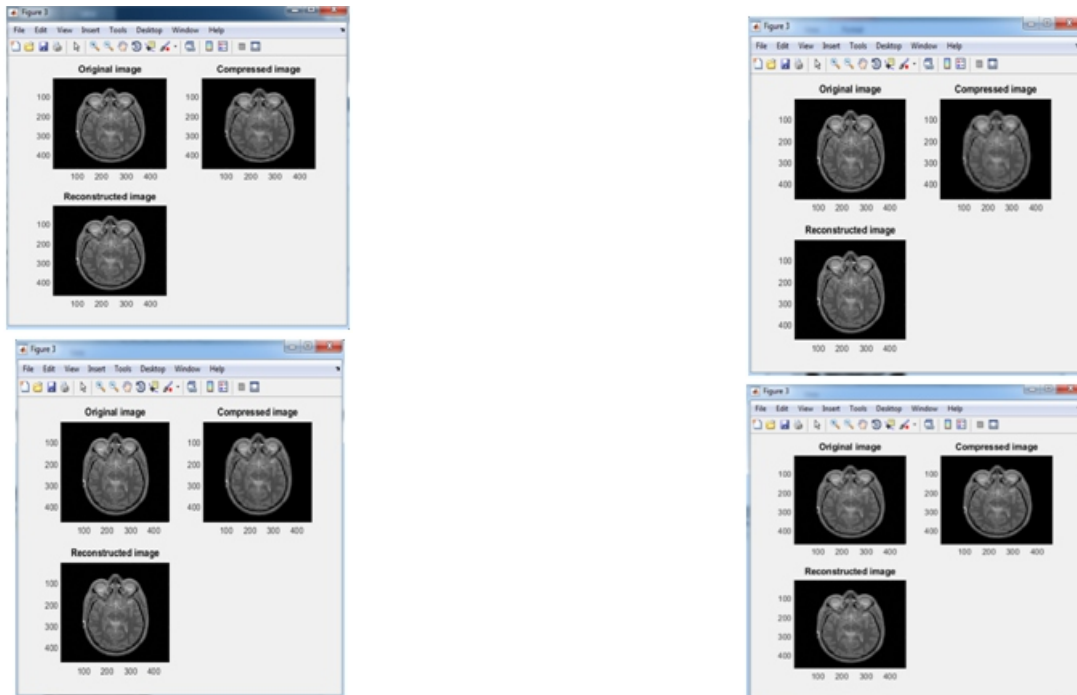 Figure 3
File Edit View Insert Tools Desktop Window Help
Original image Compressed image
100 100
200 200
300 300
400 400
100 200 300 400 100 200 300 400
Reconstructed image
100
200
300
400
100 200 300 400
Figure 3
File Edit View Insert Tools Desktop Window Help
Original image Compressed image
100 100
200 200
300 300
400 400
100 200 300 400 100 200 300 400
Reconstructed image
100
200
300
400
100 200 300 400
Figure 3
File Edit View Insert Tools Desktop Window Help
Original image Compressed image
100 100
200 200
300 300
400 400
100 200 300 400 100 200 300 400
Reconstructed image
100
200
300
400
100 200 300 400
Figure 3
File Edit View Insert Tools Desktop Window Help
Original image Compressed image
100 100
200 200
300 300
400 400
100 200 300 400 100 200 300 400
Reconstructed image
100
200
300
400
100 200 300 400